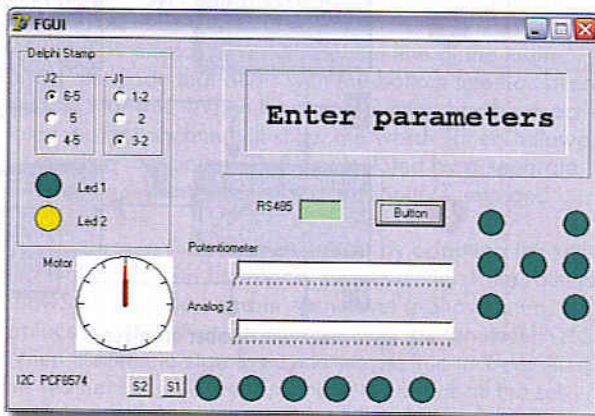 FGUI
Delphi Stamp
J2 J1
6-5 1-2
5 2
4-5 3-2
Enter parameters
Led 1
Led 2
RS485 Button
Motor Potentiometer
Analog 2
I2C PCF8574 S2 S1